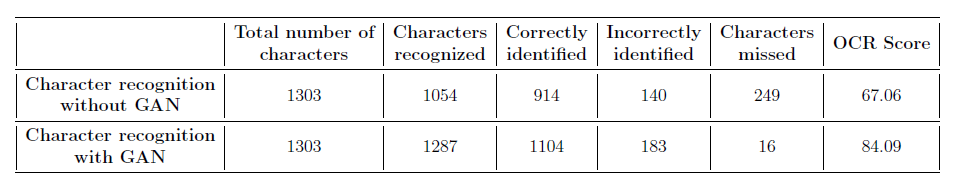 Total number of characters Characters recognized Correctly identified Incorrectly identified Characters missed OCR Score
Character recognition without GAN 1303 1054 914 140 249 67.06
Character recognition with GAN 1303 1287 1104 183 16 84.09